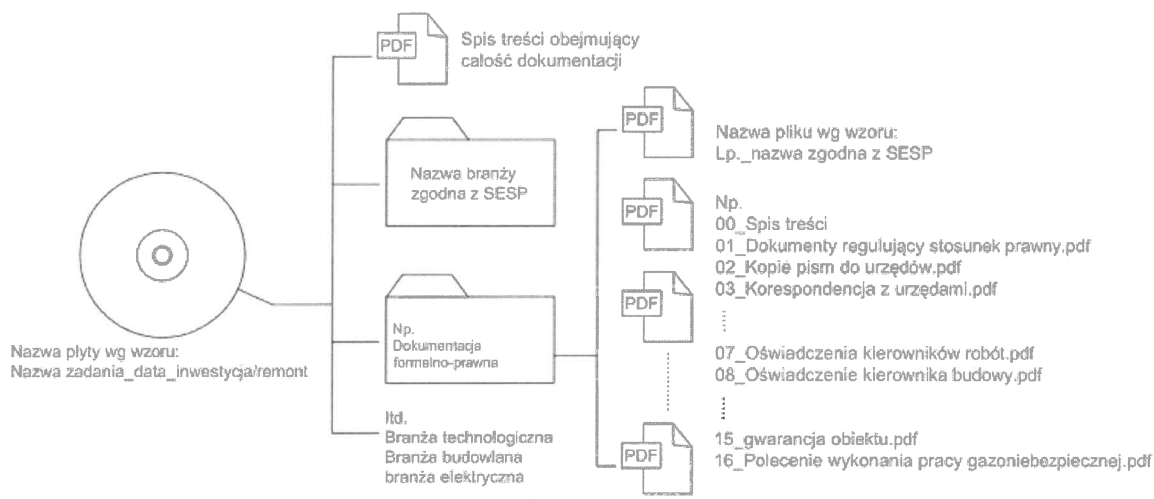 PDF
Spis treści obejmujący
całość dokumentacji
Nazwa branży
zgodna z SESP
Np.
Dokumentacja
formalno-prawna
Itd.
Branża technologiczna
Branża budowlana
branża elektryczna
Nazwa płyty wg wzoru:
Nazwa zadania_data_inwestycja/remont
PDF
Nazwa pliku wg wzoru:
Lp._nazwa zgodna z SESP
PDF
Np.
00_Spis treści
01_Dokumenty regulujący stosunek prawny.pdf
02_Kopie pism do urzędów.pdf
PDF
03_Korespondencja z urzędami.pdf
07_Oświadczenia kierowników robót.pdf
08_Oświadczenie kierownika budowy.pdf
PDF
15_gwarancja obiektu.pdf
16_Polecenie wykonania pracy gazoniebezpiecznej.pdf